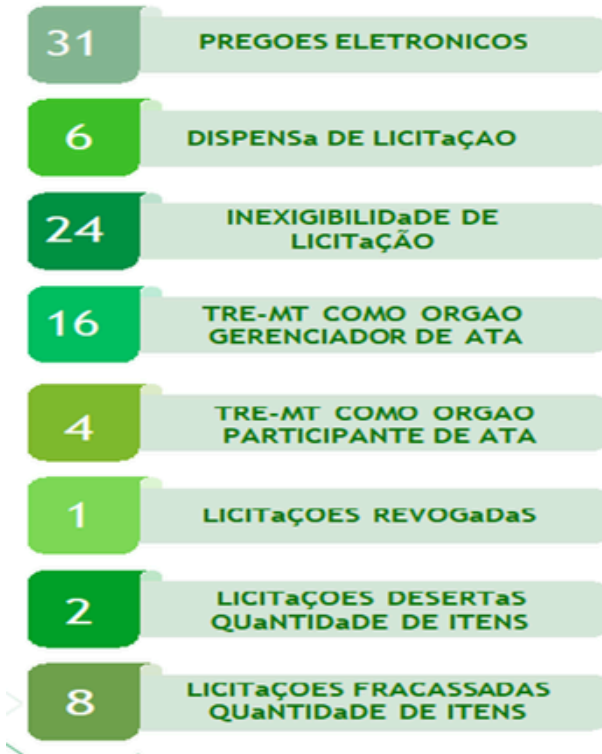 31
PREGOES ELETRONICOS
6
DISPENSa DE LICITaÇAO
24
INEXIGIBILIDaDE DE
LICITaÇÃO
16
TRE-MT COMO ORGAO
GERENCIADOR DE ATA
4
TRE-MT COMO ORGAO
PARTICIPANTE DE ATA
1
LICITaÇOES REVOGaDaS
2
LICITaÇOES DESERTaS
QUaNTIDaDE DE ITENS
8
LICITaÇOES FRACASSADAS
QUaNTIDaDE DE ITENS